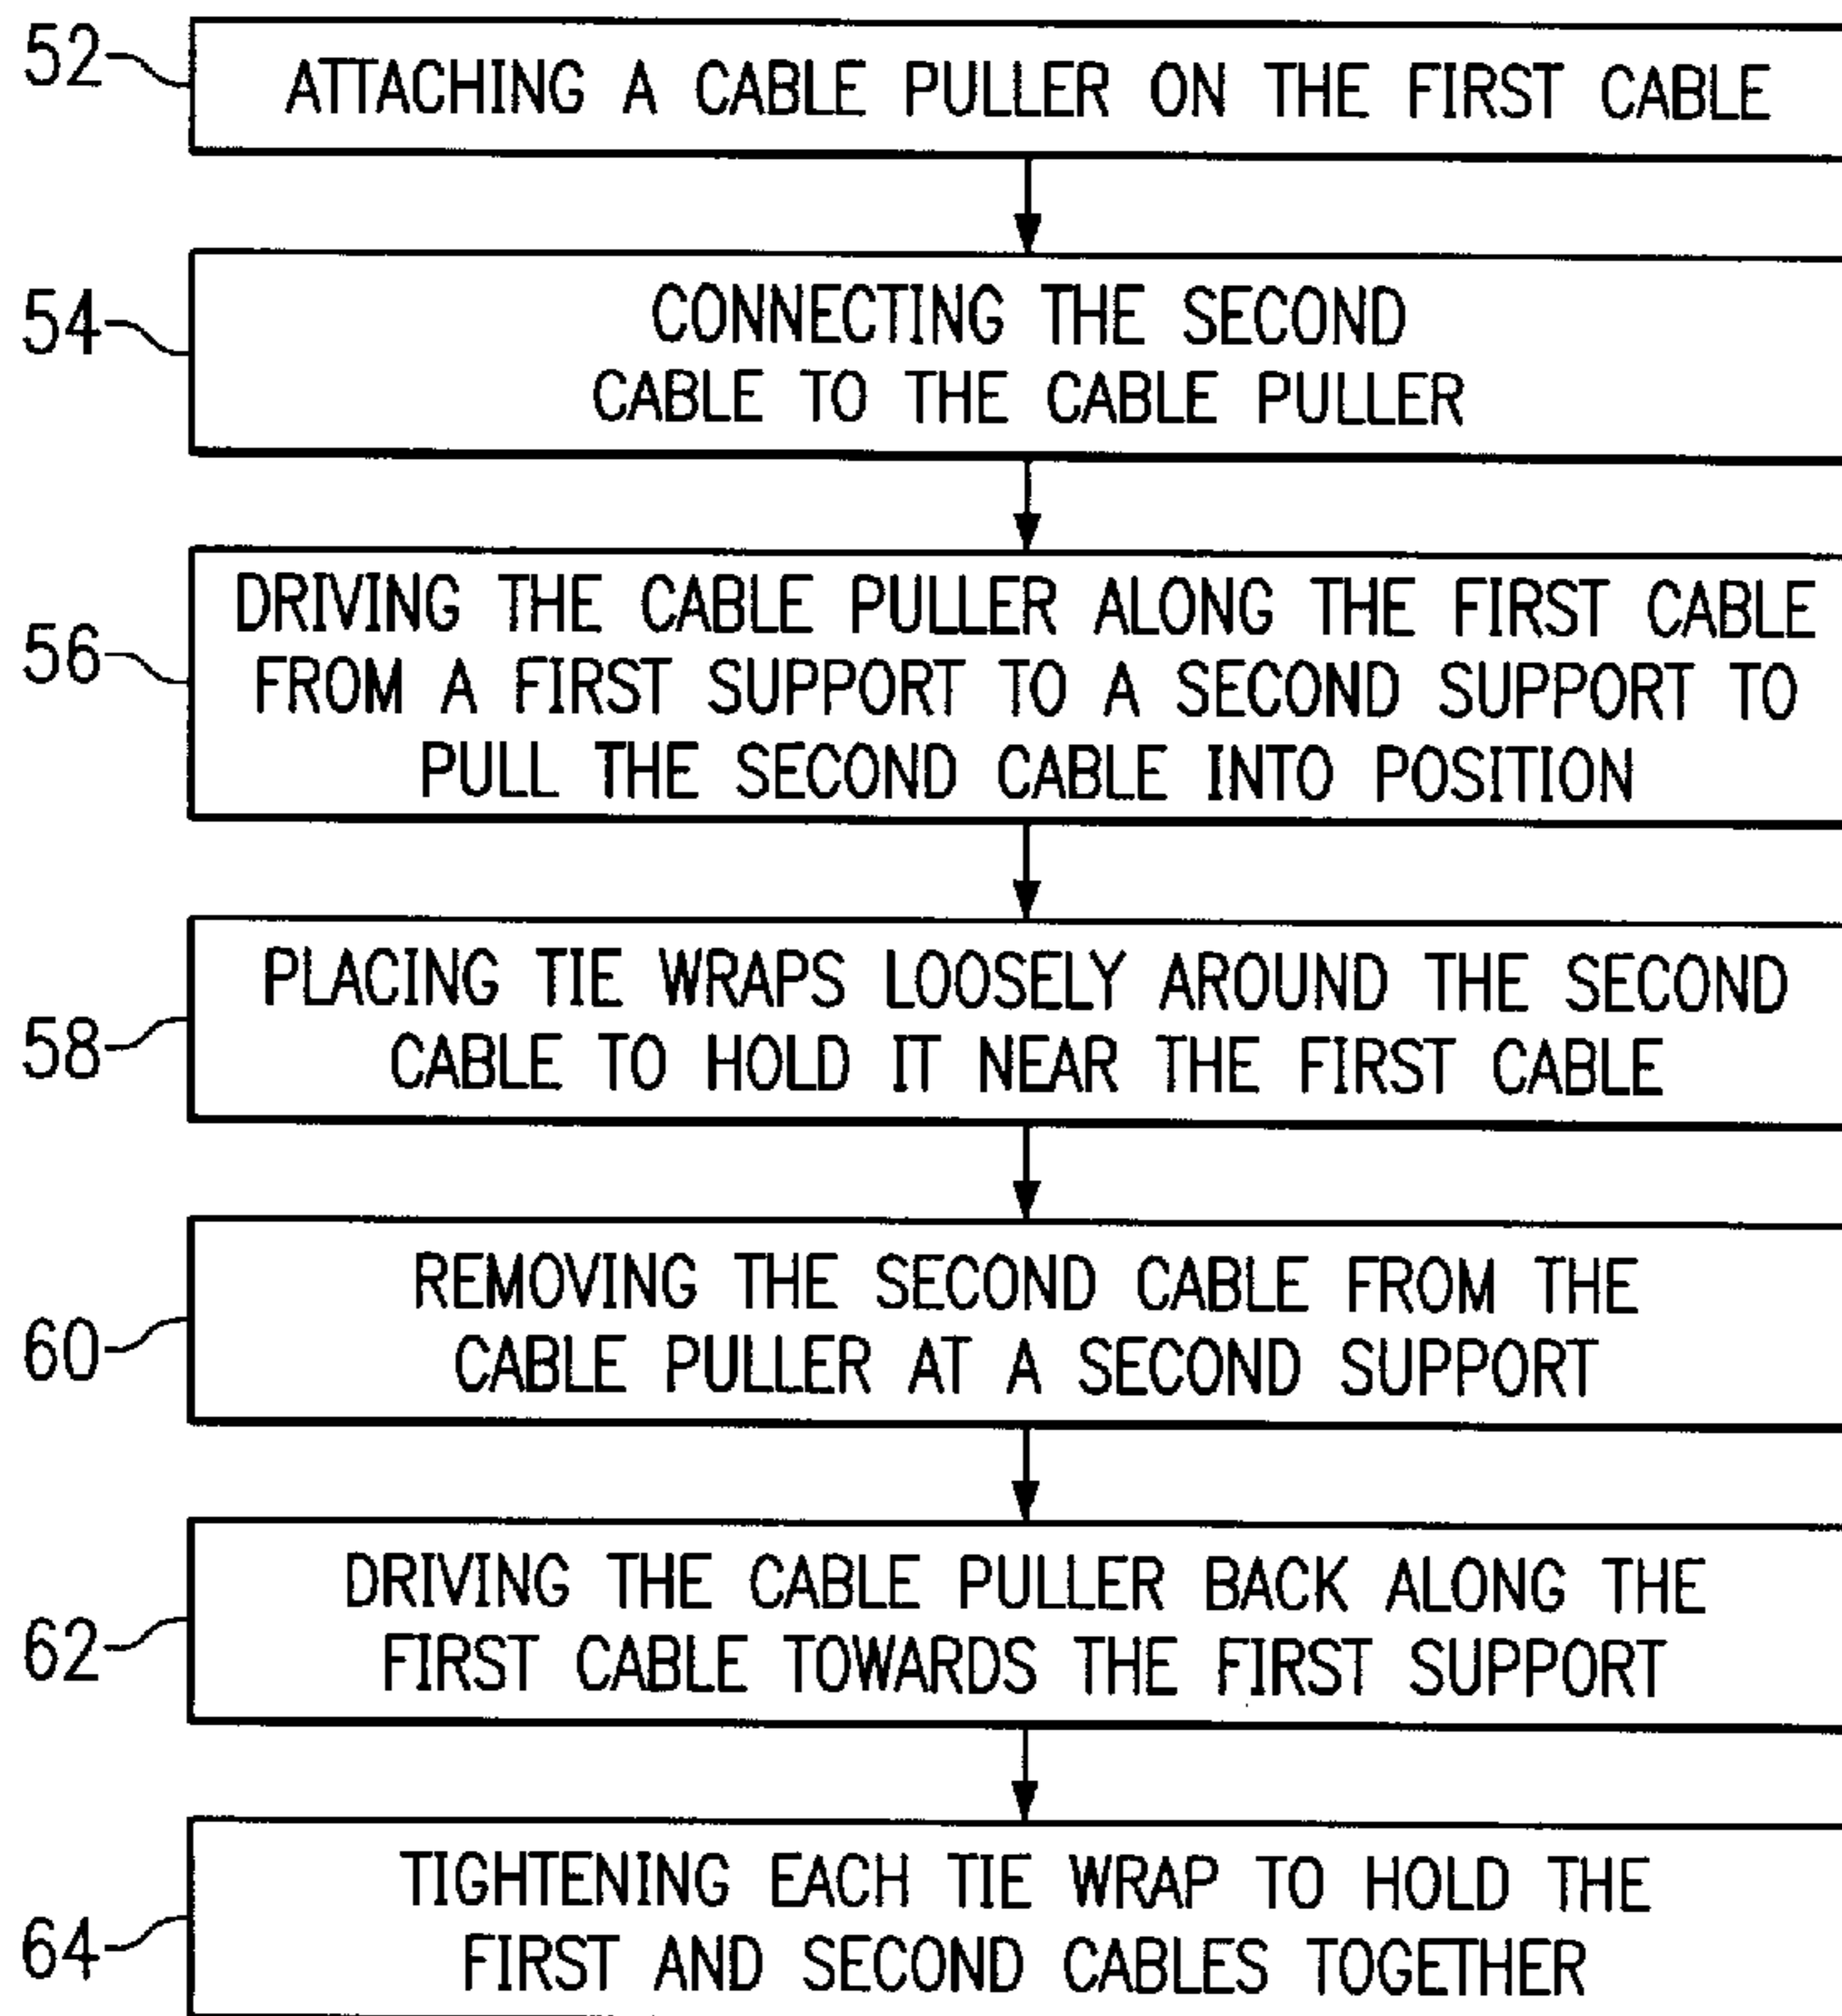 52
ATTACHING A CABLE PULLER ON THE FIRST CABLE
54
CONNECTING THE SECOND
CABLE TO THE CABLE PULLER
56
DRIVING THE CABLE PULLER ALONG THE FIRST CABLE
FROM A FIRST SUPPORT TO A SECOND SUPPORT TO
PULL THE SECOND CABLE INTO POSITION
58
PLACING TIE WRAPS LOOSELY AROUND THE SECOND
CABLE TO HOLD IT NEAR THE FIRST CABLE
60
REMOVING THE SECOND CABLE FROM THE
CABLE PULLER AT A SECOND SUPPORT
62
DRIVING THE CABLE PULLER BACK ALONG THE
FIRST CABLE TOWARDS THE FIRST SUPPORT
64
TIGHTENING EACH TIE WRAP TO HOLD THE
FIRST AND SECOND CABLES TOGETHER